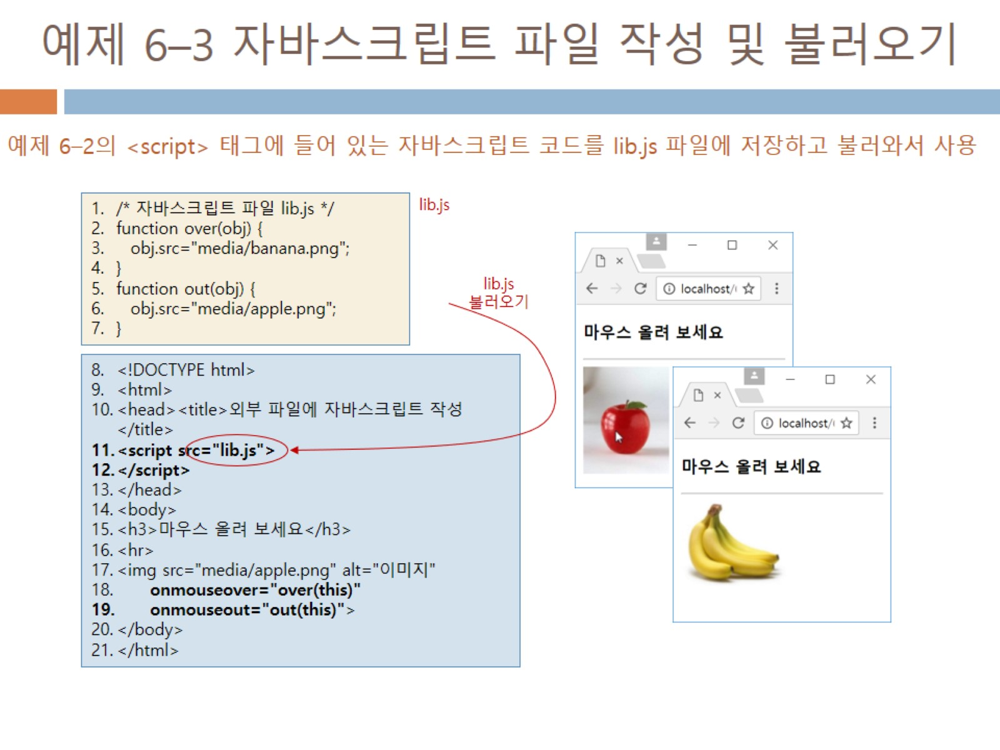 예제 6–3 자바스크립트 파일 작성 및 불러오기
예제 6–2의 <script> 태그에 들어 있는 자바스크립트 코드를 lib.js 파일에 저장하고 불러와서 사용
1. /* 자바스크립트 파일 lib.js */
2. function over(obj) {
3. obj.src="media/banana.png";
4. }
5. function out(obj) {
6. obj.src="media/apple.png";
7. }
lib.js
lib.js
불러오기
8. <!DOCTYPE html>
9. <html>
10. <head><title>외부 파일에 자바스크립트 작성
</title>
11. <script src="lib.js">
12. </script>
13. </head>
14. <body>
15. <h3>마우스 올려 보세요</h3>
16. <hr>
17. <img src="media/apple.png" alt="이미지"
18. onmouseover="over(this)"
19. onmouseout="out(this)">
20. </body>
21. </html>
localhost/
마우스 올려 보세요
localhost/
마우스 올려 보세요